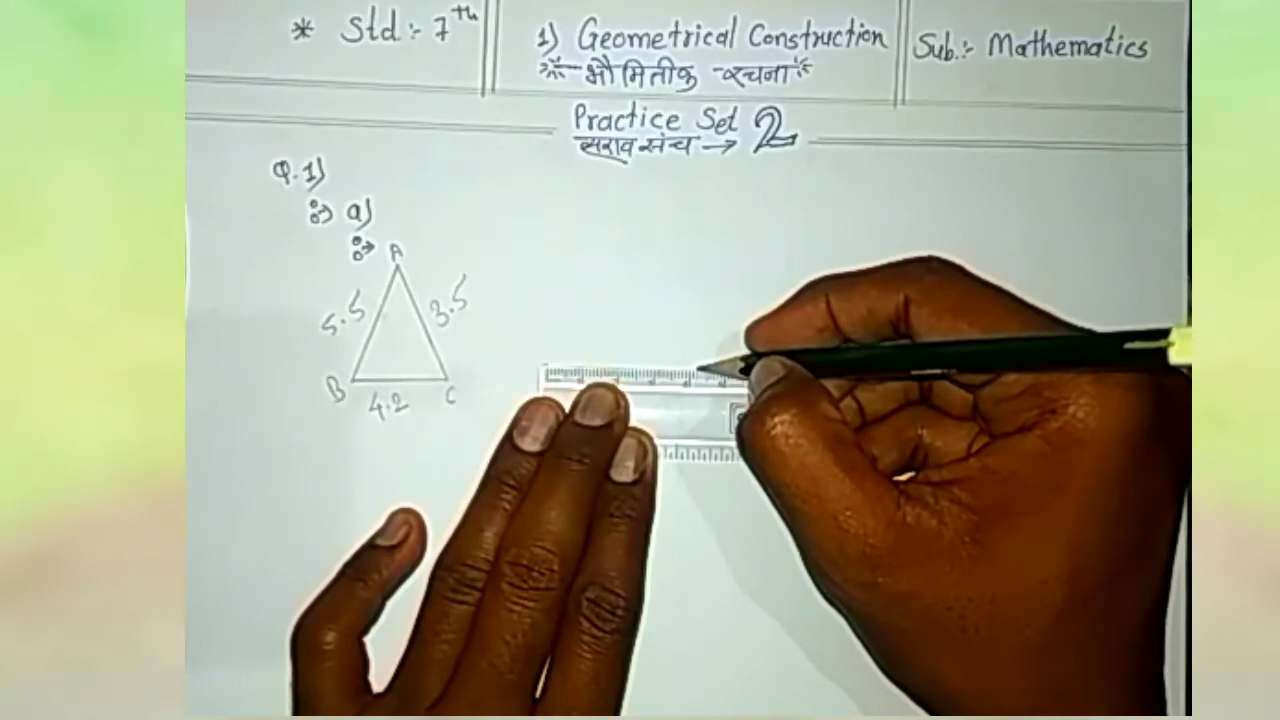 * Std :- 7th
1) Geometrical Construction
भौमितीक रचना
Sub.:- Mathematics
Practice Set 2
सराव संच →
Q.1)
a)
A
5.5
3.5
B
4.2
C